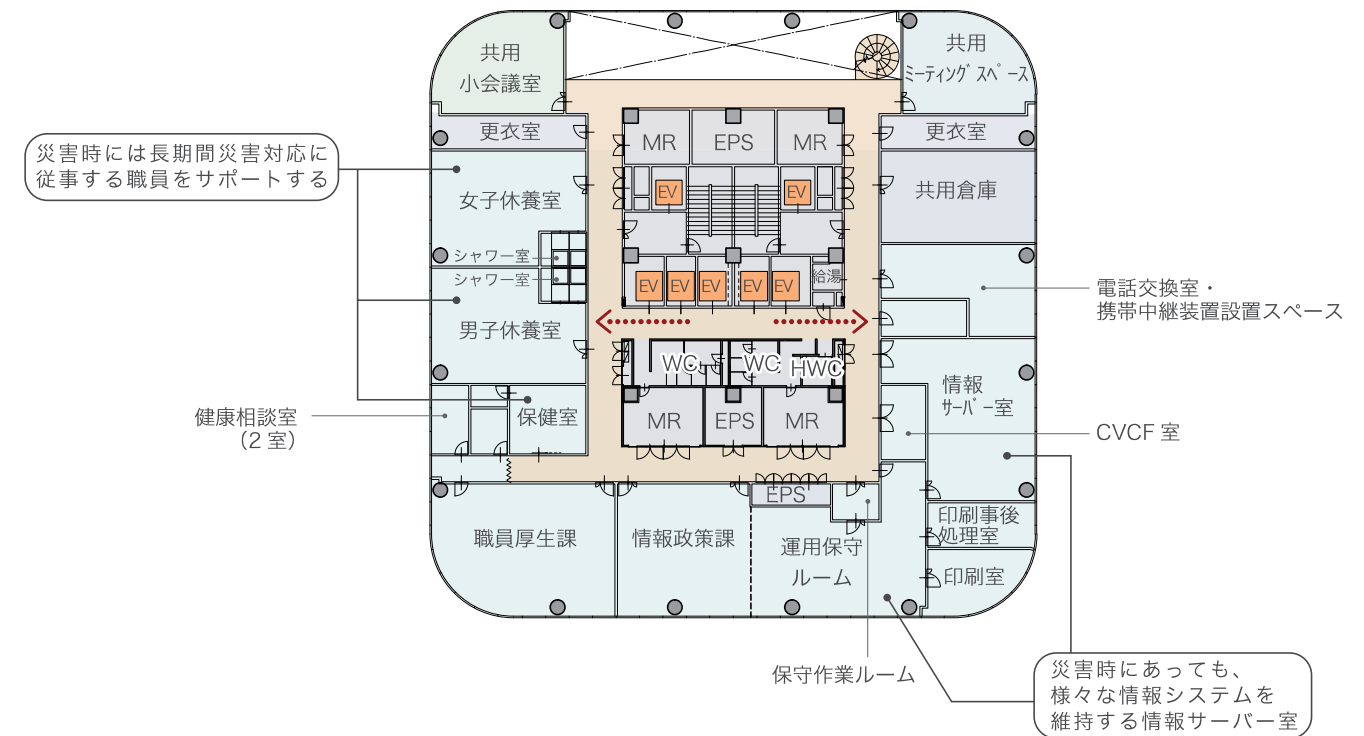 共用
小会議室
共用
ミーティングスペース
更衣室
MR
EPS
MR
更衣室
災害時には長期間災害対応に
従事する職員をサポートする
女子休養室
EV
EV
共用倉庫
シャワー室
シャワー室
EV
EV
EV
EV
EV
給湯
電話交換室・
携帯中継装置設置スペース
男子休養室
WC
WC
HWC
情報
サーバー室
健康相談室
(2 室)
保健室
MR
EPS
MR
CVCF 室
EPS
職員厚生課
情報政策課
運用保守
ルーム
印刷事後
処理室
印刷室
保守作業ルーム
災害時にあっても、
様々な情報システムを
維持する情報サーバー室